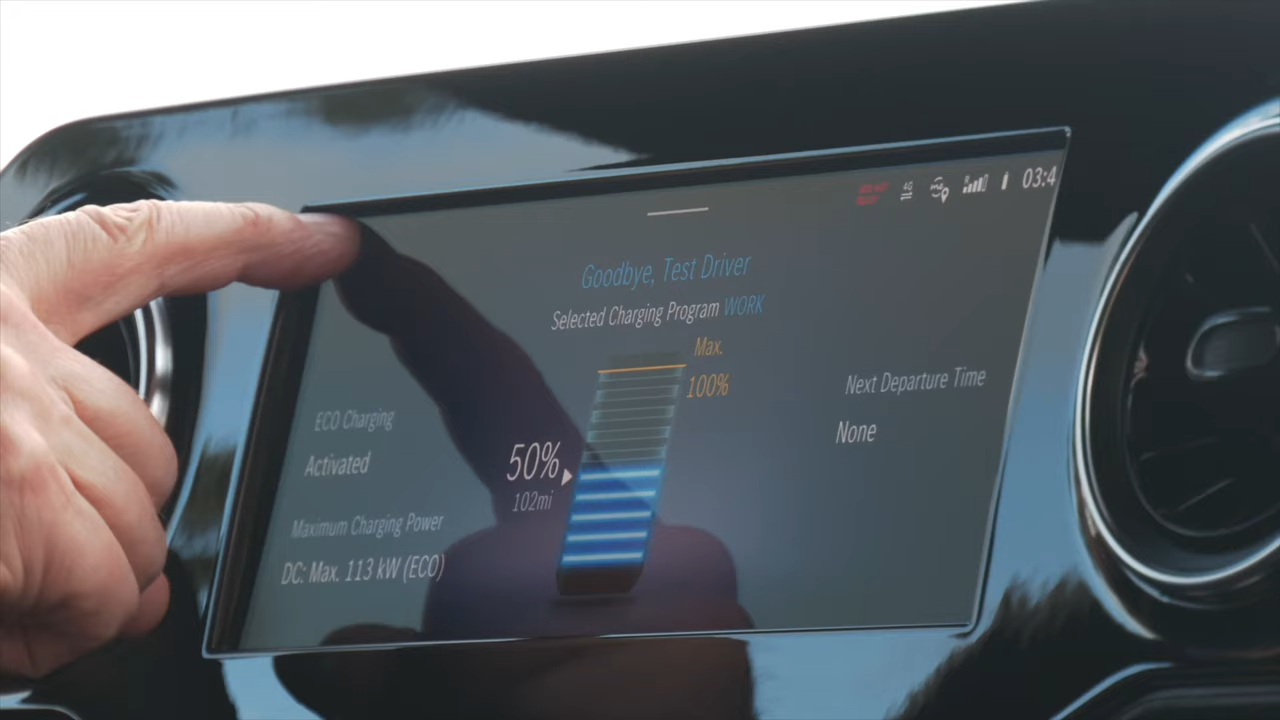 4G
03:4
Goodbye, Test Driver
Selected Charging Program WORK
Max.
100%
ECO Charging
Activated
50%
102mi
Maximum Charging Power
DC: Max. 113 kW (ECO)
Next Departure Time
None